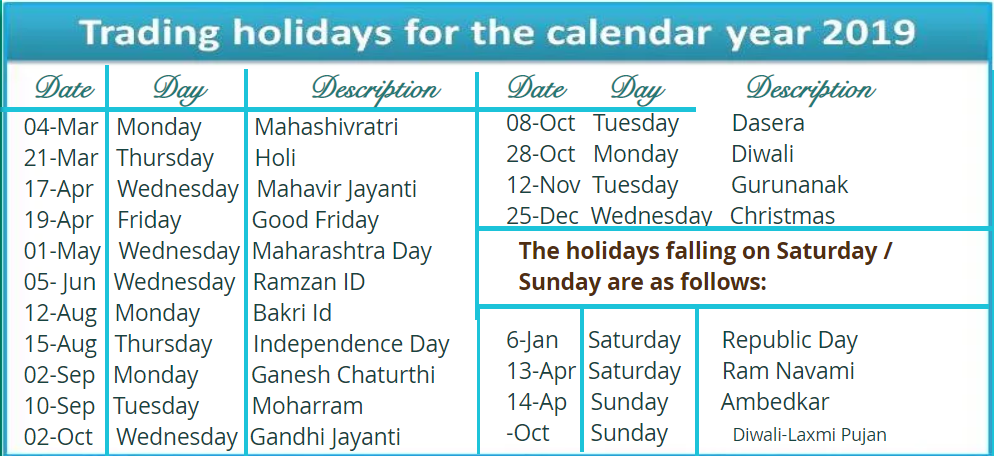 Trading holidays for the calendar year 2019
Date Day Description
04-Mar Monday Mahashivratri
21-Mar Thursday Holi
17-Apr Wednesday Mahavir Jayanti
19-Apr Friday Good Friday
01-May Wednesday Maharashtra Day
05- Jun Wednesday Ramzan ID
12-Aug Monday Bakri Id
15-Aug Thursday Independence Day
02-Sep Monday Ganesh Chaturthi
10-Sep Tuesday Moharram
02-Oct Wednesday Gandhi Jayanti
Date Day Description
08-Oct Tuesday Dasera
28-Oct Monday Diwali
12-Nov Tuesday Gurunanak
25-Dec Wednesday Christmas
The holidays falling on Saturday /
Sunday are as follows:
6-Jan Saturday Republic Day
13-Apr Saturday Ram Navami
14-Ap Sunday Ambedkar
-Oct Sunday Diwali-Laxmi Pujan